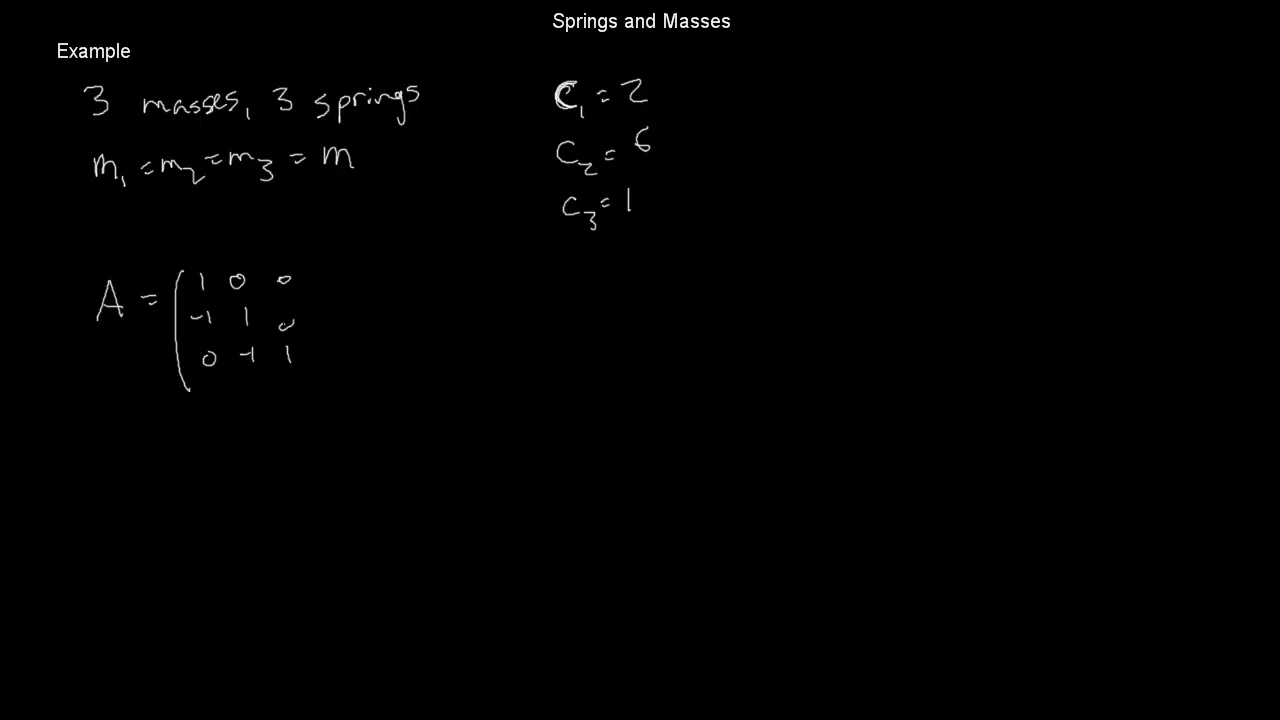 Springs and Masses
Example
3 masses, 3 springs
m₁ = m₂ = m₃ = m
C₁ = 2
C₂ = 6
C₃ = 1
A = ( 1 0 0
-1 1 0
0 -1 1